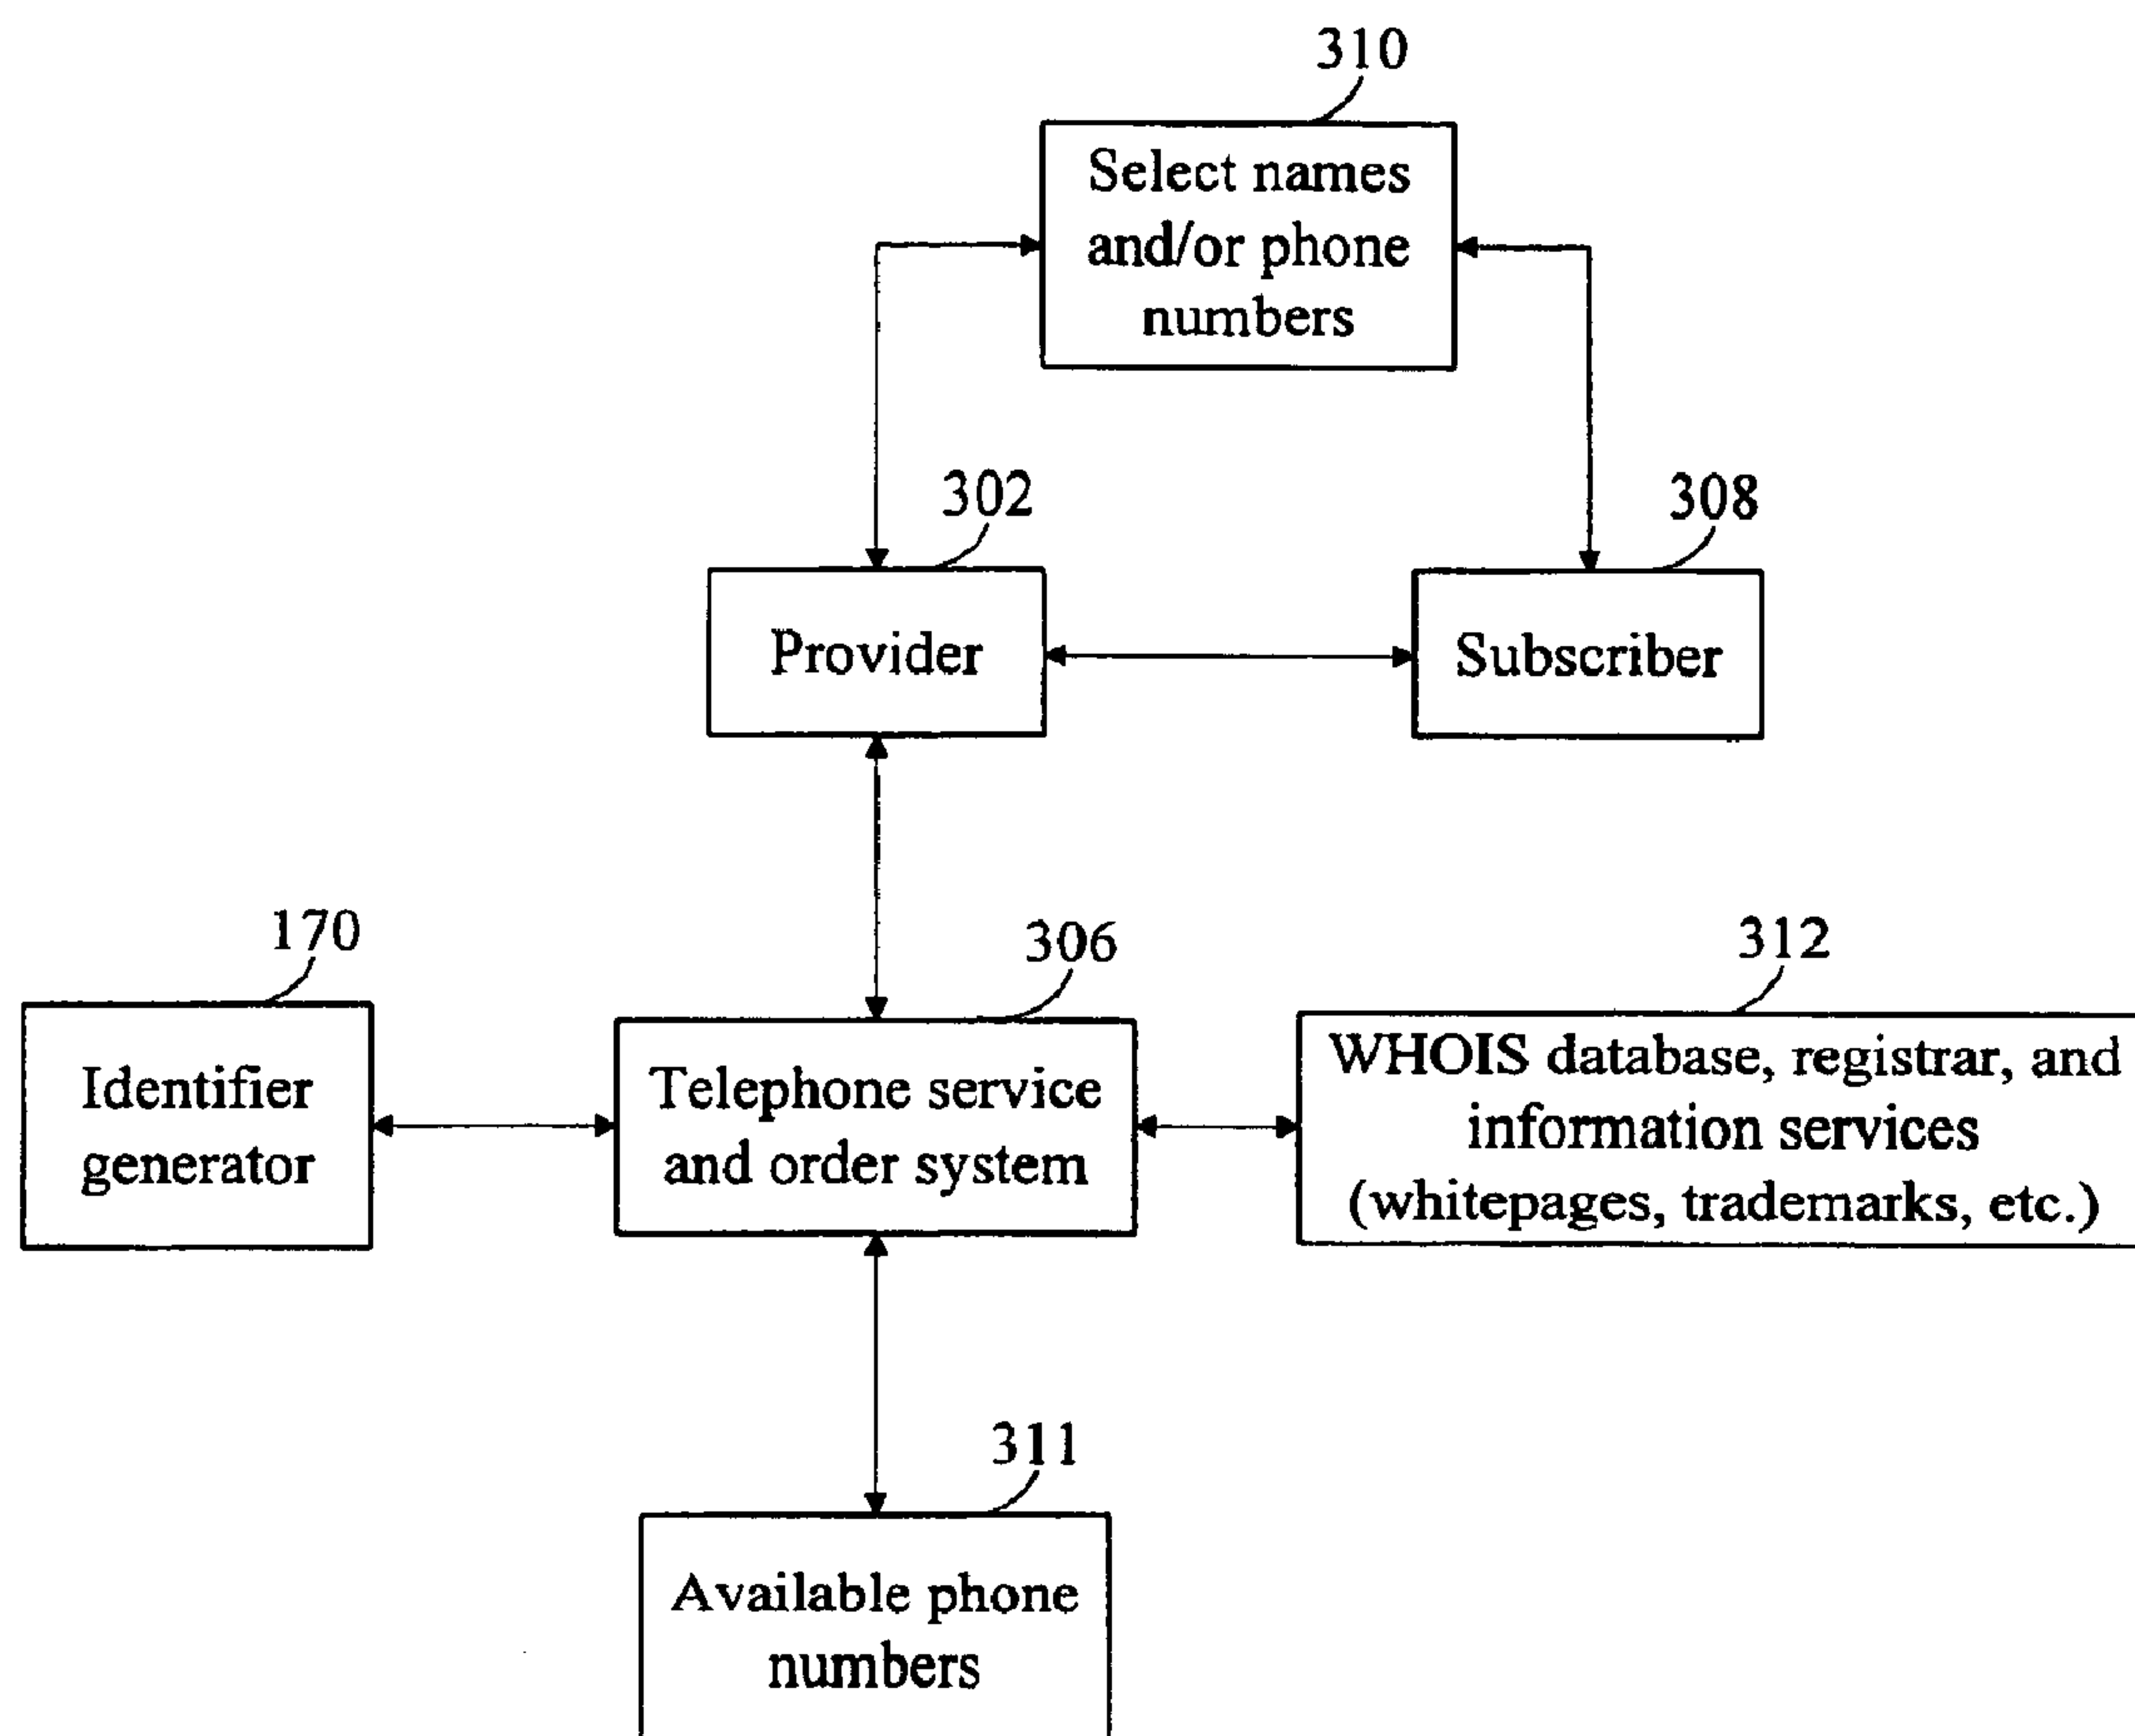 310
Select names
and/or phone
numbers
302
308
Provider
Subscriber
170
306
312
Identifier
generator
Telephone service
and order system
WHOIS database, registrar, and
information services
(whitepages, trademarks, etc.)
311
Available phone
numbers